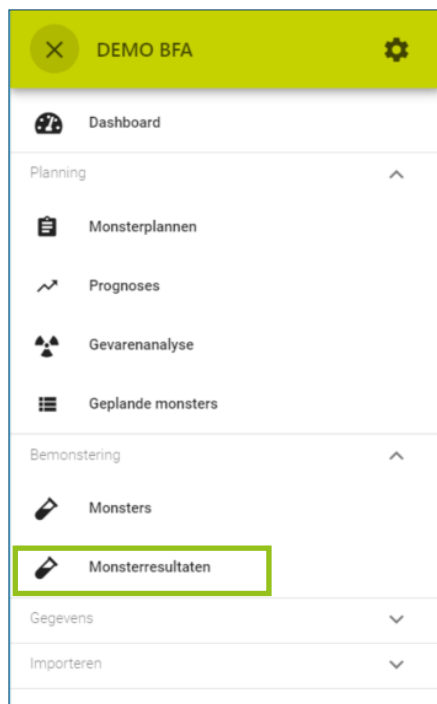 DEMO BFA
Dashboard
Planning
Monsterplannen
Prognoses
Gevarenanalyse
Geplande monsters
Bemonstering
Monsters
Monsterresultaten
Gegevens
Importeren